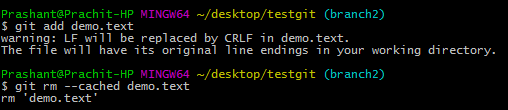 Prashant@Prachit-HP MINGW64 ~/desktop/testgit (branch2)
$ git add demo.text
warning: LF will be replaced by CRLF in demo.text.
The file will have its original line endings in your working directory.
Prashant@Prachit-HP MINGW64 ~/desktop/testgit (branch2)
$ git rm --cached demo.text
rm 'demo.text'